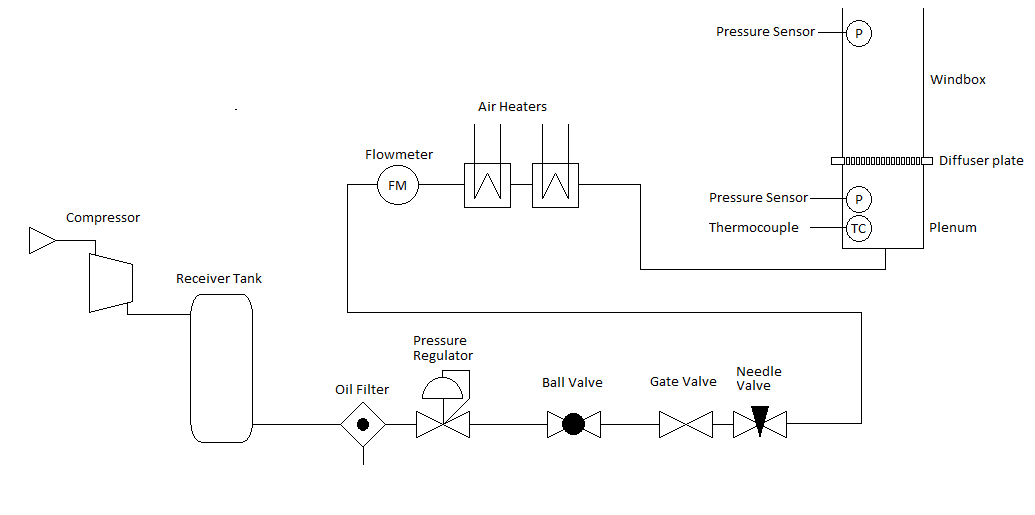 Pressure Sensor
P
Windbox
Air Heaters
Flowmeter
Diffuser plate
FM
Pressure Sensor
P
Compressor
Thermocouple
TC
Plenum
Receiver Tank
Pressure
Regulator
Oil Filter
Ball Valve
Gate Valve
Needle
Valve